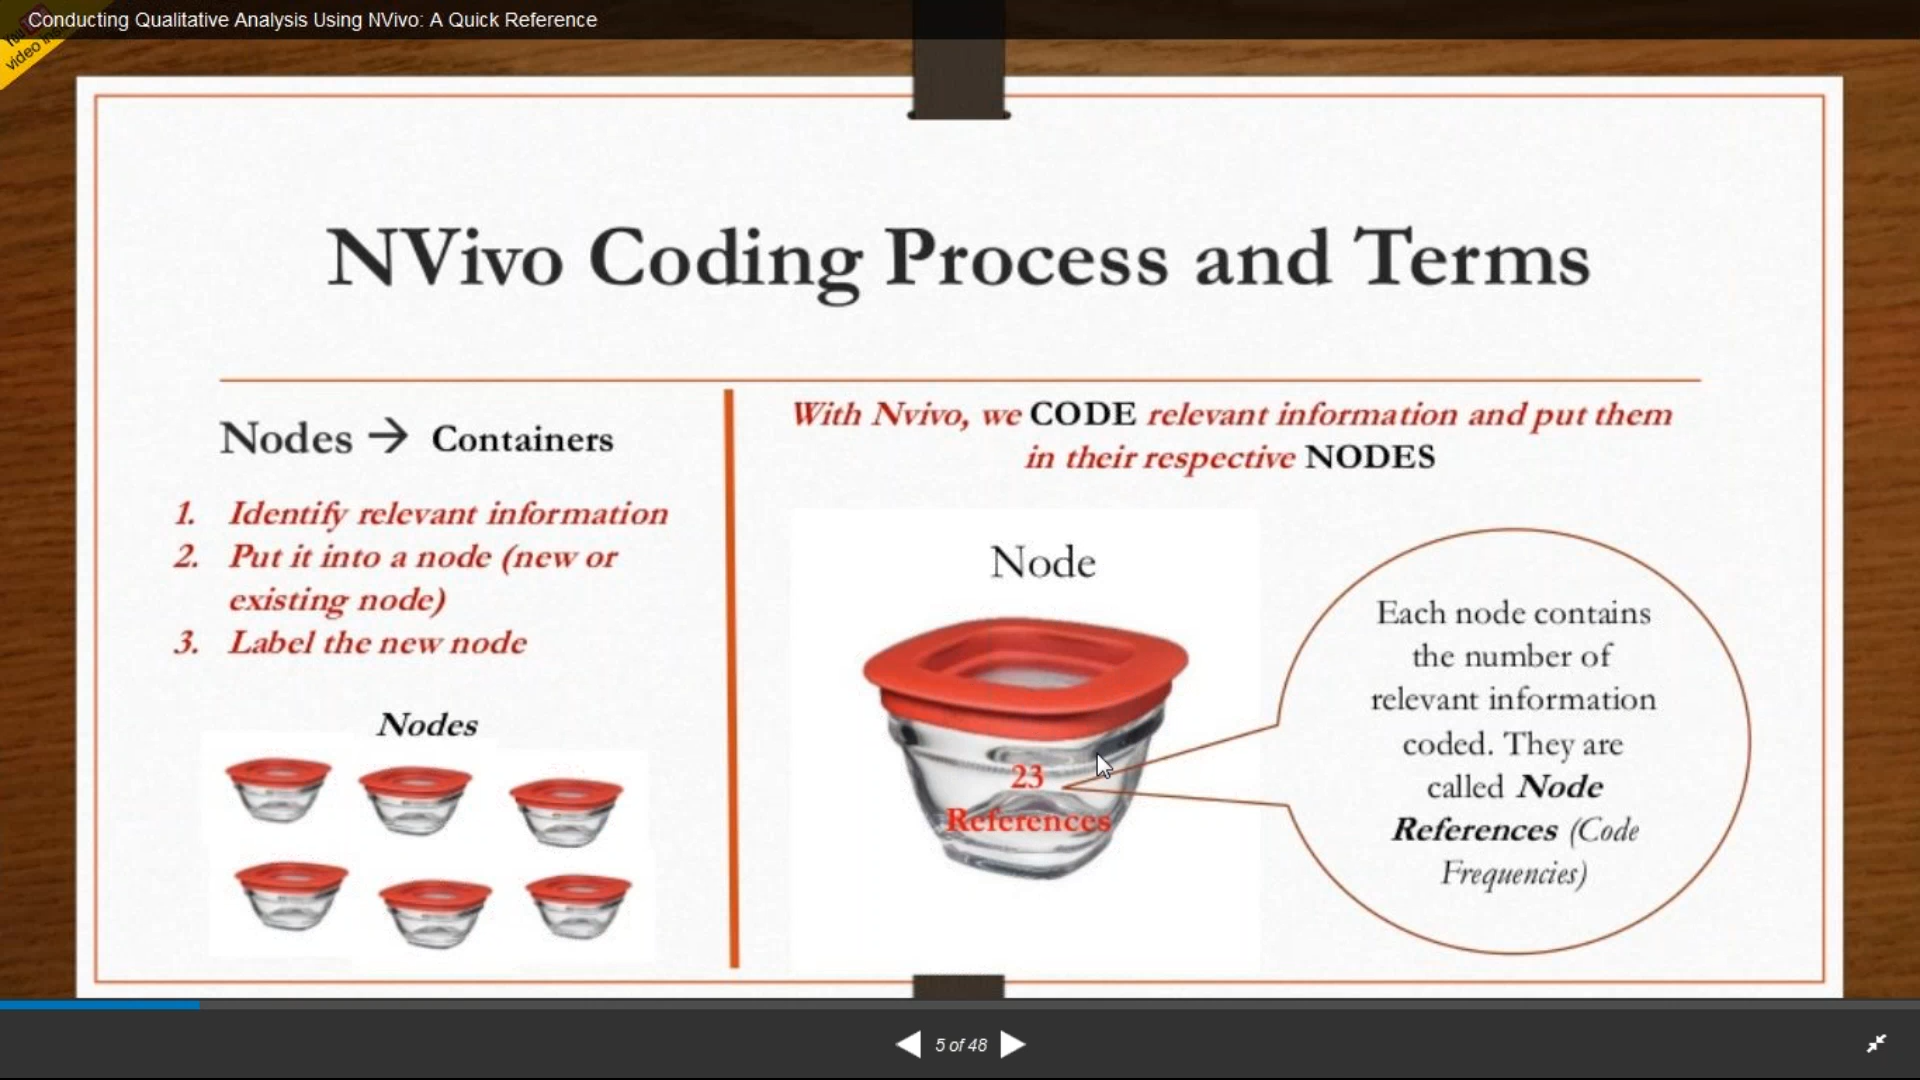 Conducting Qualitative Analysis Using NVivo: A Quick Reference
video
NVivo Coding Process and Terms
Nodes → Containers
1. Identify relevant information
2. Put it into a node (new or
existing node)
3. Label the new node
Nodes
With Nvivo, we CODE relevant information and put them
in their respective NODES
Node
23
References
Each node contains
the number of
relevant information
coded. They are
called Node
References (Code
Frequencies)
5 of 48